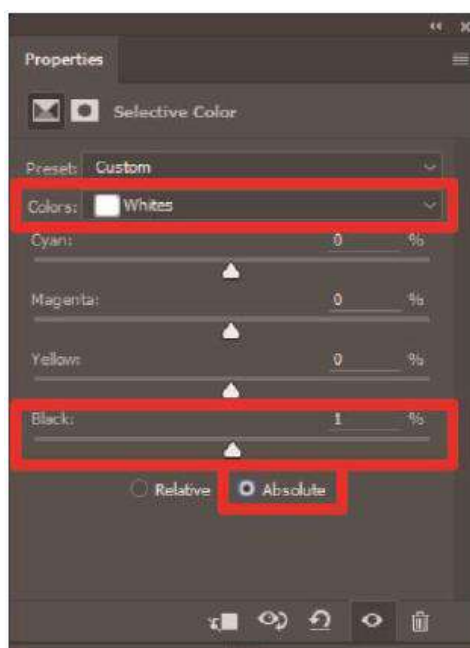 Properties
Selective Color
Preset: Custom
Colors: Whites
Cyan: 0 %
Magenta: 0 %
Yellow: 0 %
Black: 1 %
Relative Absolute